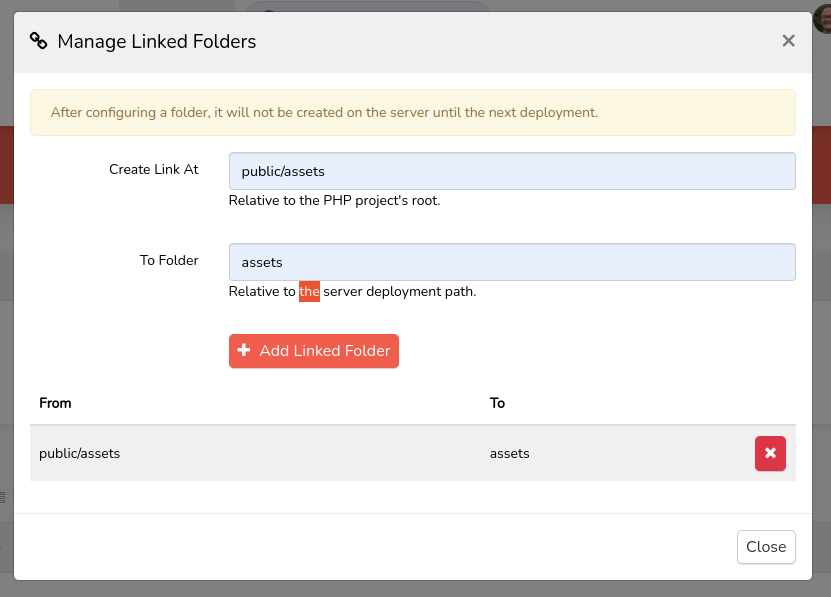 Manage Linked Folders
After configuring a folder, it will not be created on the server until the next deployment.
Create Link At
public/assets
Relative to the PHP project's root.
To Folder
assets
Relative to the server deployment path.
Add Linked Folder
From To
public/assets assets
Close